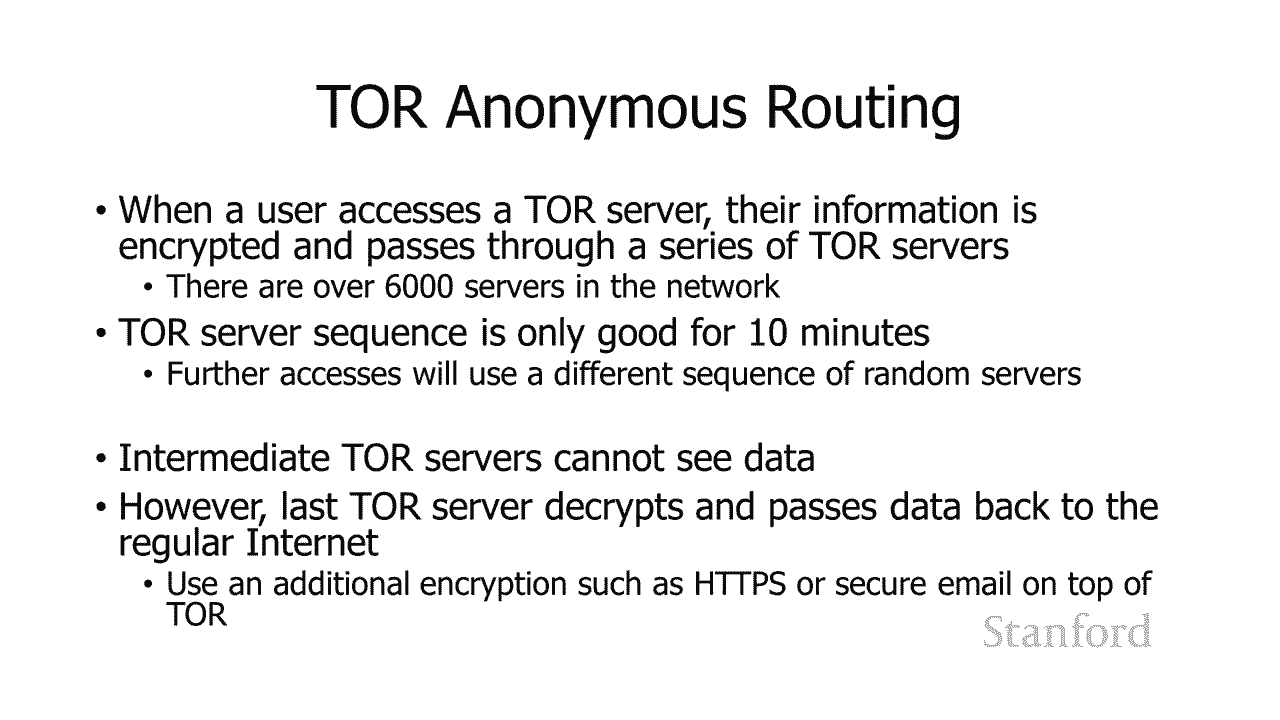 TOR Anonymous Routing
• When a user accesses a TOR server, their information is
encrypted and passes through a series of TOR servers
• There are over 6000 servers in the network
• TOR server sequence is only good for 10 minutes
• Further accesses will use a different sequence of random servers
• Intermediate TOR servers cannot see data
• However, last TOR server decrypts and passes data back to the
regular Internet
• Use an additional encryption such as HTTPS or secure email on top of
TOR
Stanford